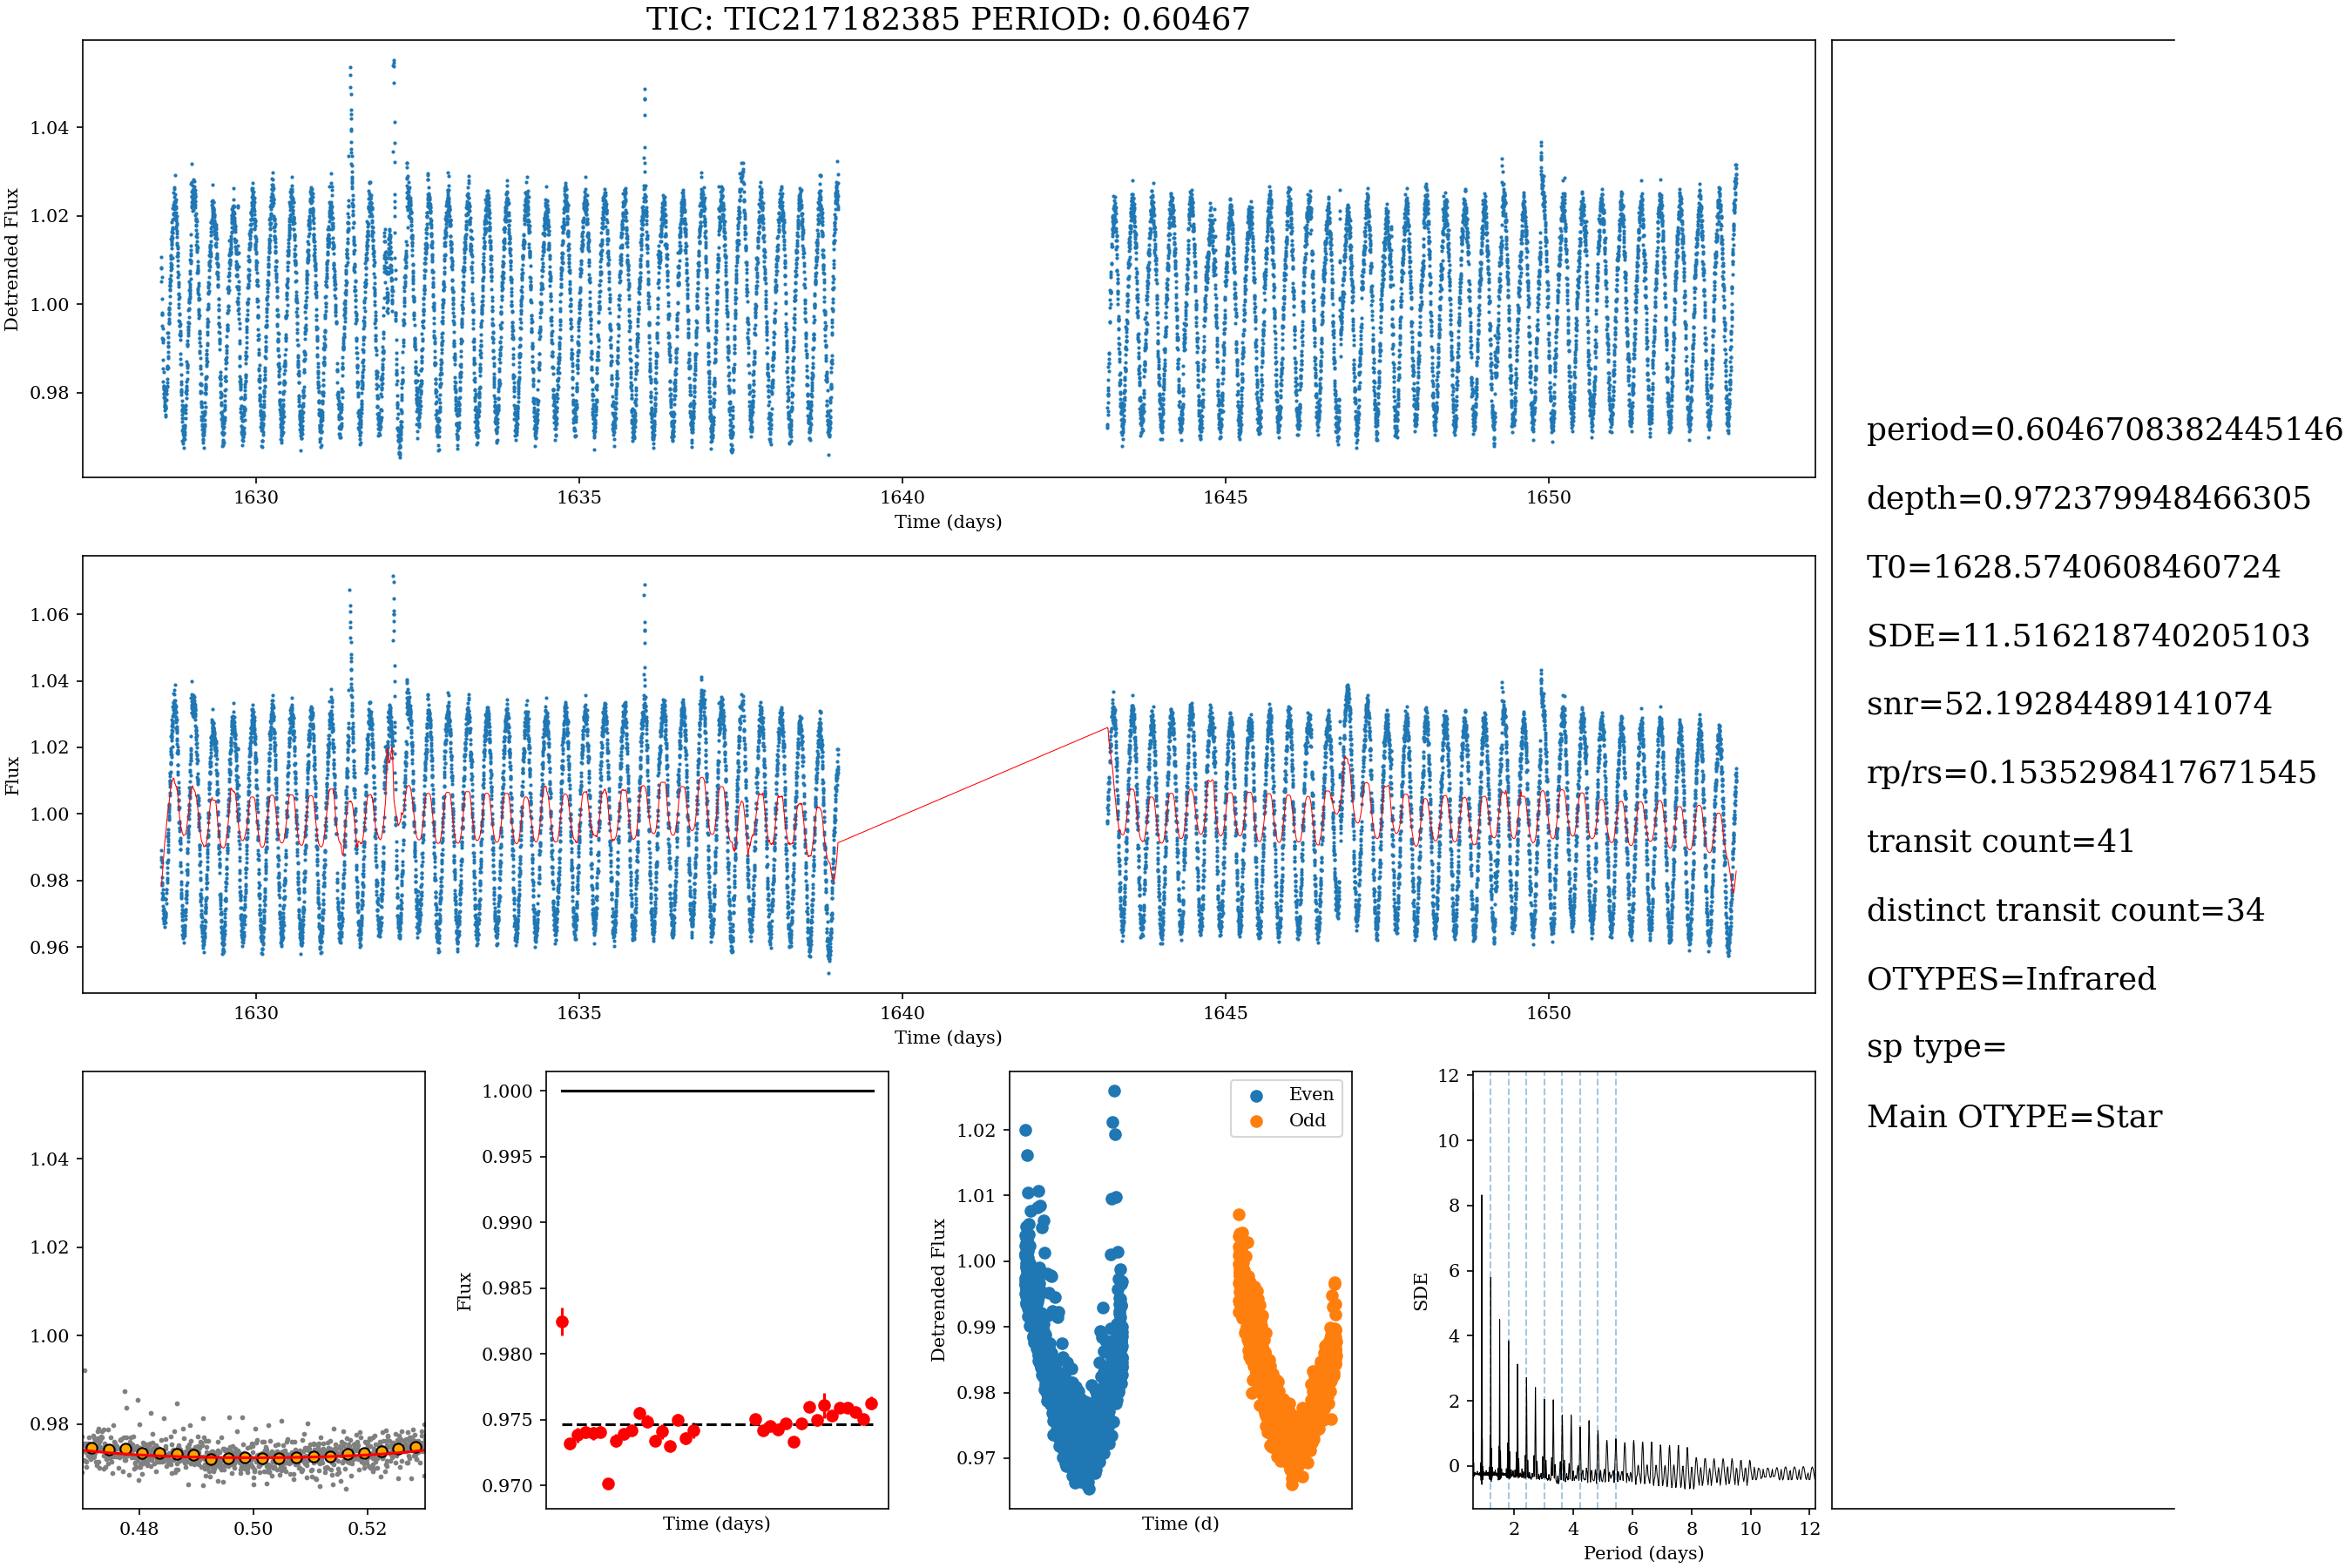 TIC: TIC217182385 PERIOD: 0.60467
Detrended Flux
1.04
1.02
1.00
0.98
1630
1635
1640
1645
1650
Time (days)
Flux
1.06
1.04
1.02
1.00
0.98
0.96
1630
1635
1640
1645
1650
Time (days)
1.04
1.02
1.00
0.98
0.48
0.50
0.52
Flux
1.000
0.995
0.990
0.985
0.980
0.975
0.970
Time (days)
Detrended Flux
1.02
1.01
1.00
0.99
0.98
0.97
Even
Odd
Time (d)
SDE
12
10
8
6
4
2
0
2
4
6
8
10
12
Period (days)
period=0.6046708382445146
depth=0.972379948466305
T0=1628.5740608460724
SDE=11.516218740205103
snr=52.19284489141074
rp/rs=0.1535298417671545
transit count=41
distinct transit count=34
OTYPES=Infrared
sp type=
Main OTYPE=Star